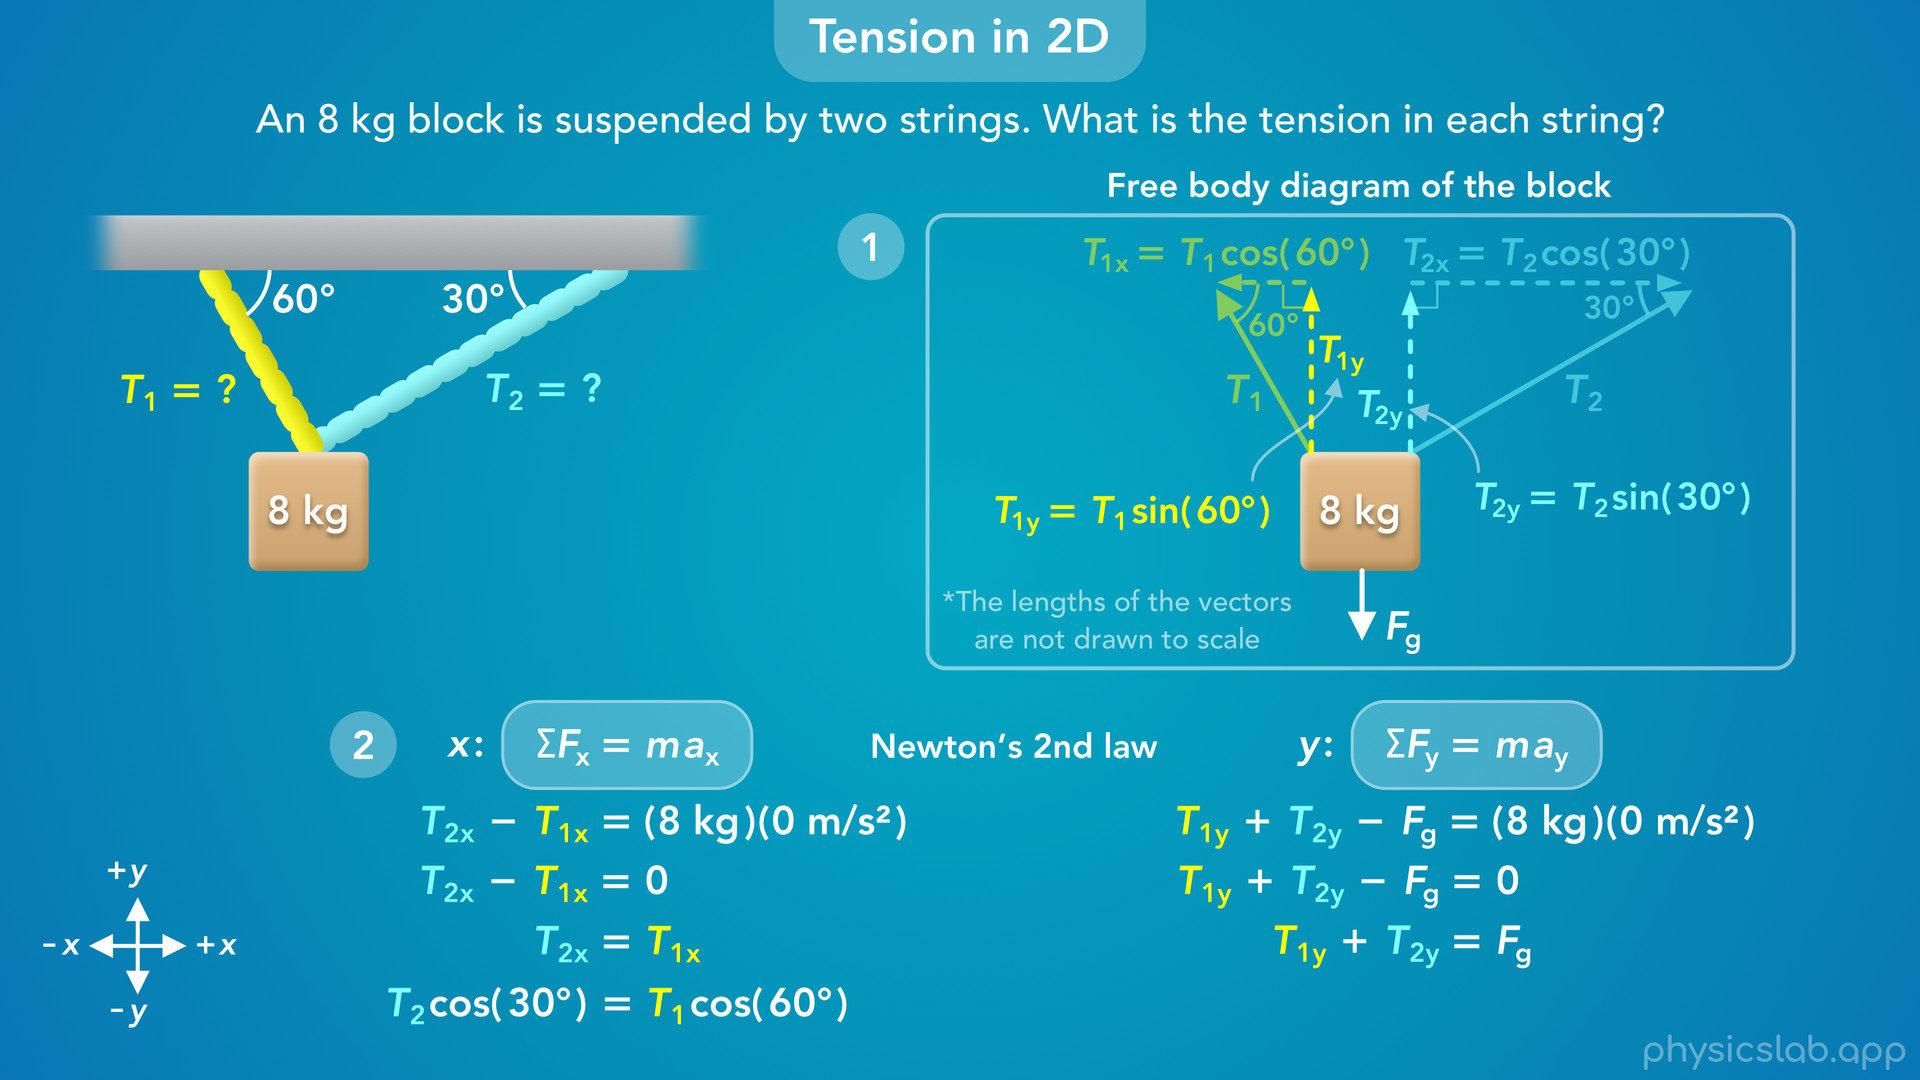 Tension in 2D
An 8 kg block is suspended by two strings. What is the tension in each string?
60°
30°
T₁ = ?
T₂ = ?
8 kg
Free body diagram of the block
1
T₁ₓ = T₁cos(60°)
T₂ₓ = T₂cos(30°)
60°
30°
T₁y
T₁
T₂y
T₂
T₁y = T₁sin(60°)
8 kg
T₂y = T₂sin(30°)
*The lengths of the vectors
are not drawn to scale
Fg
2
x: ΣFₓ = maₓ
Newton’s 2nd law
y: ΣFy = may
T₂ₓ − T₁ₓ = (8 kg)(0 m/s²)
T₂ₓ − T₁ₓ = 0
T₂ₓ = T₁ₓ
T₂cos(30°) = T₁cos(60°)
T₁y + T₂y − Fg = (8 kg)(0 m/s²)
T₁y + T₂y − Fg = 0
T₁y + T₂y = Fg
+y
−x
+x
−y
physicslab.app